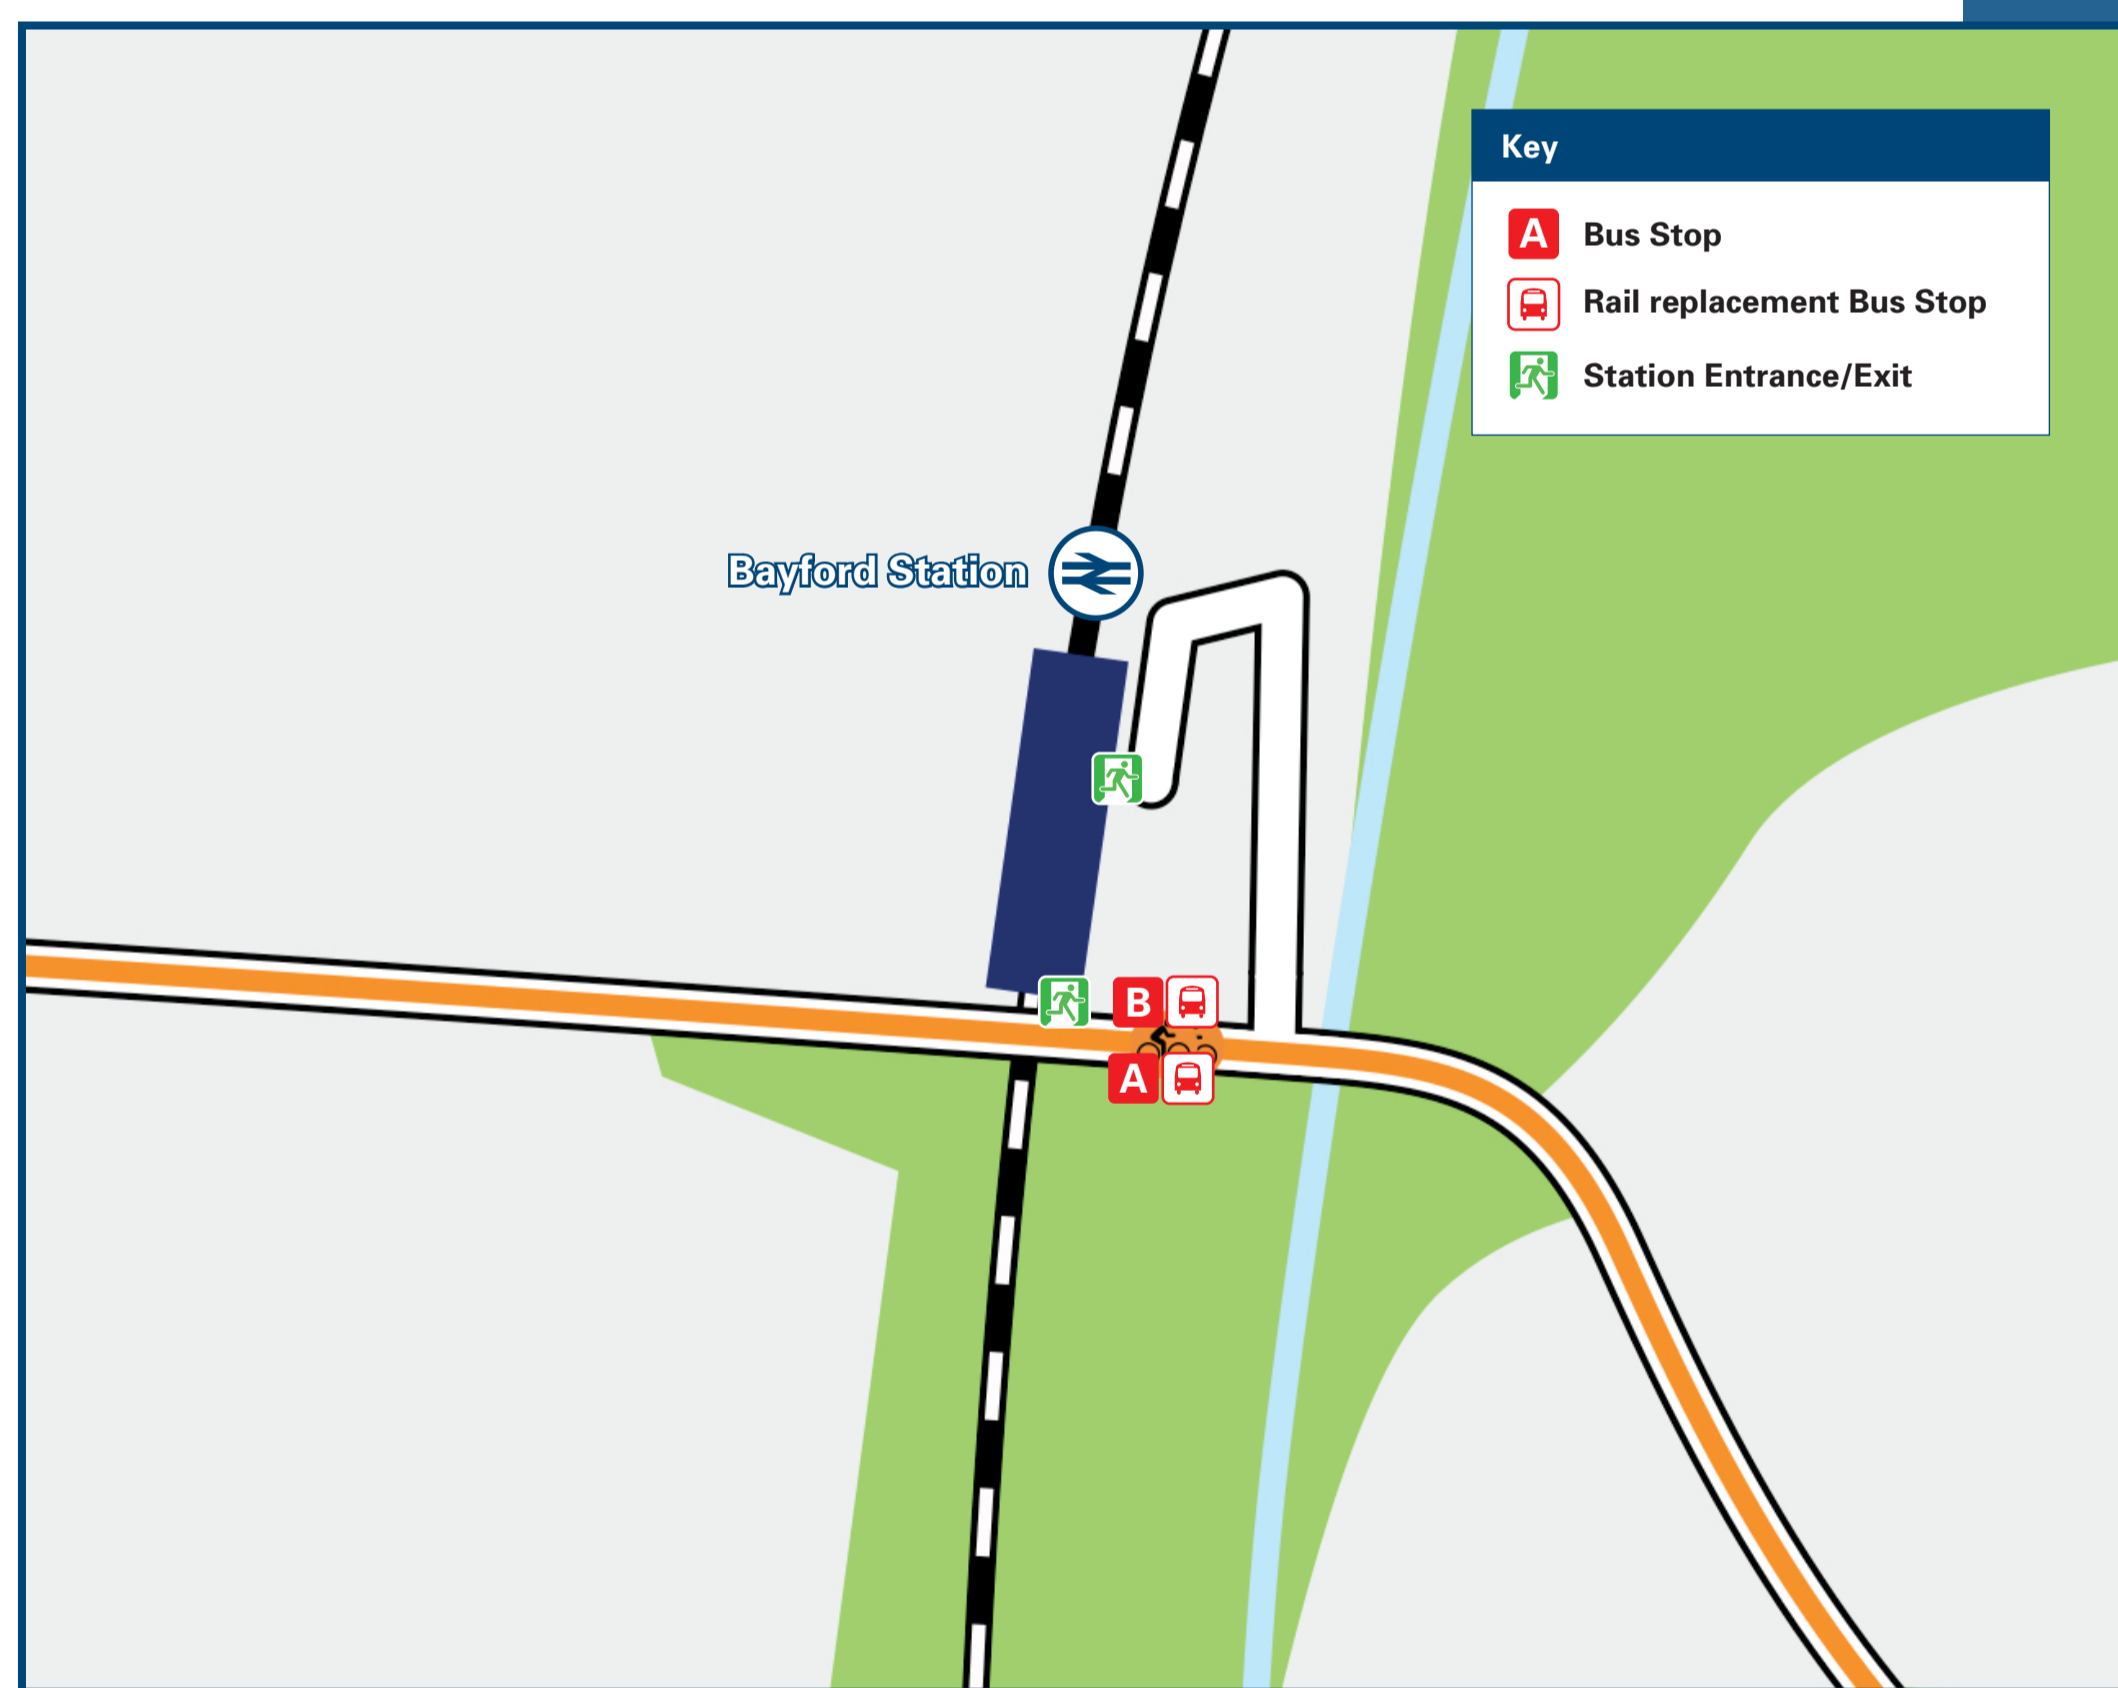 Key
A Bus Stop
Rail replacement Bus Stop
Station Entrance/Exit
Bayford Station
B
A